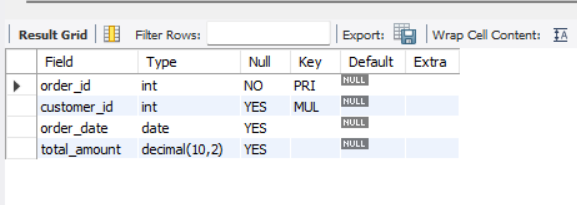 Result Grid Filter Rows: Export: Wrap Cell Content: IA
Field Type Null Key Default Extra
order_id int NO PRI NULL
customer_id int YES MUL NULL
order_date date YES NULL
total_amount decimal(10,2) YES NULL